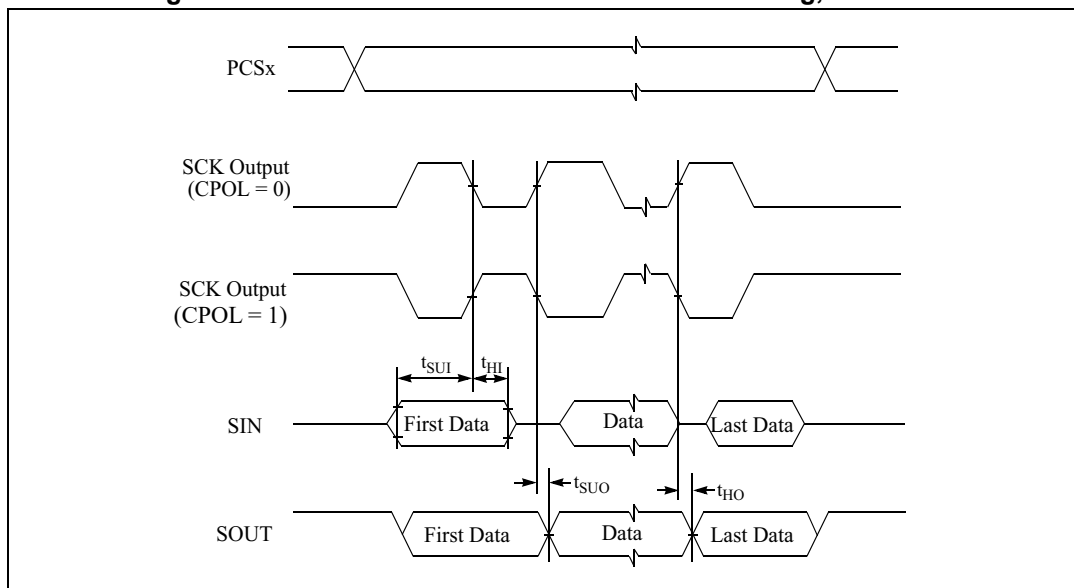 PCSx
SCK Output
(CPOL = 0)
SCK Output
(CPOL = 1)
tSUI
tHI
SIN
First Data
Data
Last Data
tSUO
tHO
SOUT
First Data
Data
Last Data